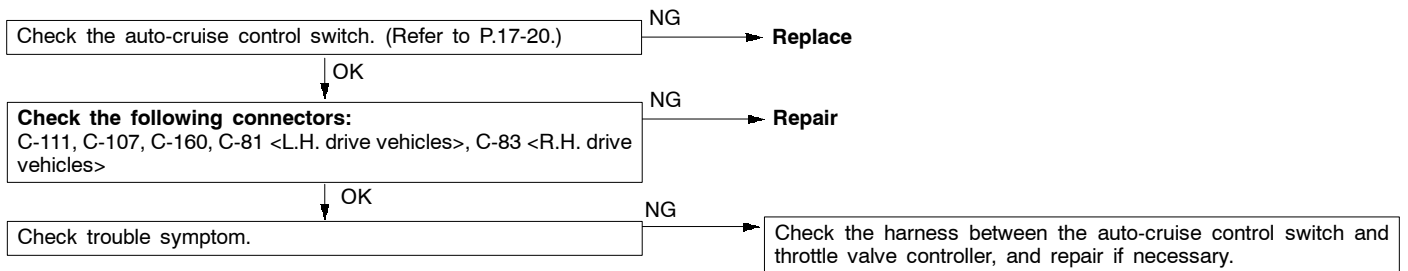 NG
Check the auto-cruise control switch. (Refer to P.17-20.)
Replace
OK
NG
Check the following connectors:
C-111, C-107, C-160, C-81 <L.H. drive vehicles>, C-83 <R.H. drive
vehicles>
Repair
OK
NG
Check trouble symptom.
Check the harness between the auto-cruise control switch and
throttle valve controller, and repair if necessary.